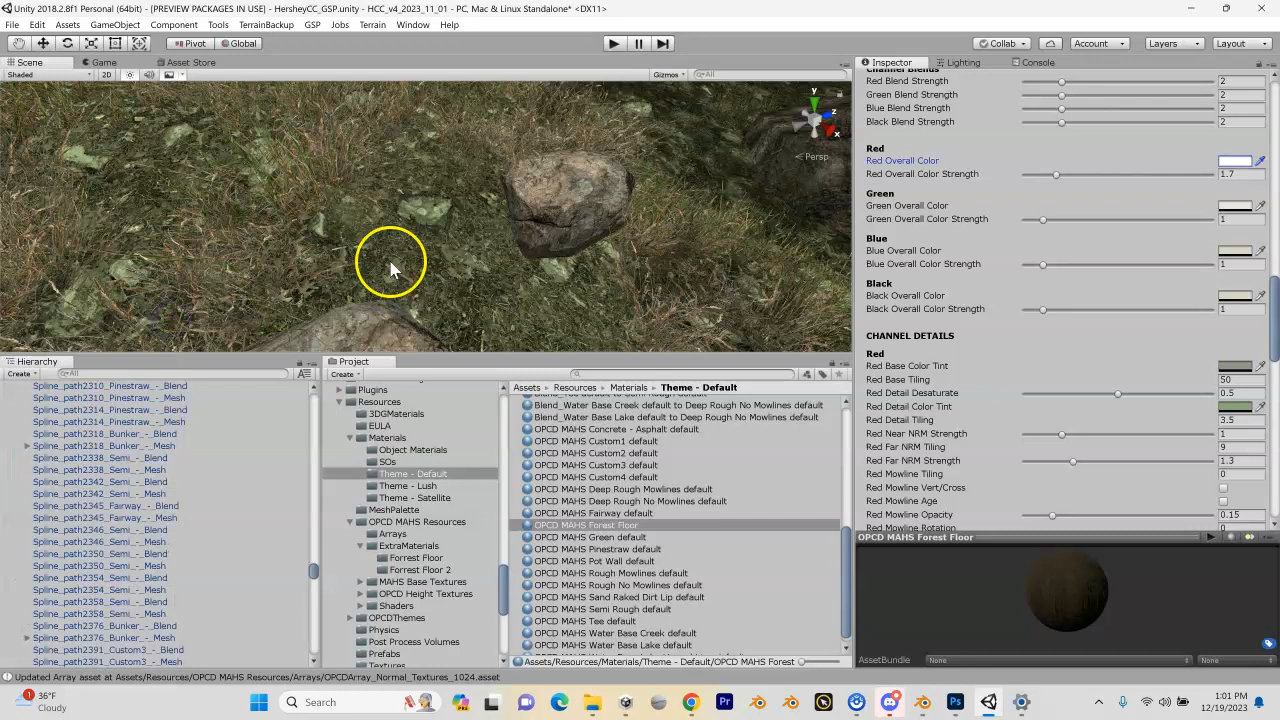 Unity 2018.2.8f1 Personal (64bit) - [PREVIEW PACKAGES IN USE] - HersheyCC_GSP.unity - HCC_v4_2023_11_01 - PC, Mac & Linux Standalone* <DX11>
File Edit Assets GameObject Component Tools TerrainBackup GSP Jobs Terrain Window Help
Pivot Global Collab Account Layers Layout
Scene Game Asset Store
Shaded 2D Gizmos All
y
z
x
Persp
Inspector Lighting Console
Channel Blends
Red Blend Strength 2
Green Blend Strength 2
Blue Blend Strength 2
Black Blend Strength 2
Red
Red Overall Color
Red Overall Color Strength 1.7
Green
Green Overall Color
Green Overall Color Strength 1
Blue
Blue Overall Color
Blue Overall Color Strength 1
Black
Black Overall Color
Black Overall Color Strength 1
CHANNEL DETAILS
Red
Red Base Color Tint
Red Base Tiling 50
Red Detail Desaturate 0.5
Red Detail Color Tint
Red Detail Tiling 3.5
Red Near NRM Strength 1
Red Far NRM Tiling 9
Red Far NRM Strength 1.3
Red Mowline Tiling 0
Red Mowline Vert/Cross
Red Mowline Age
Red Mowline Opacity 0.15
Red Mowline Rotation 0
OPCD MAHS Forest Floor
AssetBundle None None
Hierarchy
Create All
Spline_path2310_Pinestraw_-_Blend
Spline_path2310_Pinestraw_-_Mesh
Spline_path2314_Pinestraw_-_Blend
Spline_path2314_Pinestraw_-_Mesh
Spline_path2318_Bunker_-_Blend
Spline_path2318_Bunker_-_Mesh
Spline_path2338_Semi_-_Blend
Spline_path2338_Semi_-_Mesh
Spline_path2342_Semi_-_Blend
Spline_path2342_Semi_-_Mesh
Spline_path2345_Fairway_-_Blend
Spline_path2345_Fairway_-_Mesh
Spline_path2346_Semi_-_Blend
Spline_path2346_Semi_-_Mesh
Spline_path2350_Semi_-_Blend
Spline_path2350_Semi_-_Mesh
Spline_path2354_Semi_-_Blend
Spline_path2354_Semi_-_Mesh
Spline_path2358_Semi_-_Blend
Spline_path2358_Semi_-_Mesh
Spline_path2376_Bunker_-_Blend
Spline_path2376_Bunker_-_Mesh
Spline_path2391_Custom3_-_Blend
Spline_path2391_Custom3_-_Mesh
Project
Create
Plugins
Resources
3DGMaterials
EULA
Materials
Object Materials
SOs
Theme - Default
Theme - Lush
Theme - Satellite
MeshPalette
OPCD MAHS Resources
Arrays
ExtraMaterials
Forrest Floor
Forrest Floor 2
MAHS Base Textures
OPCD Height Textures
Shaders
OPCDThemes
Physics
Post Process Volumes
Prefabs
Textures
Assets Resources Materials Theme - Default
Blend_Water Base Creek default to Deep Rough No Mowlines default
Blend_Water Base Lake default to Deep Rough No Mowlines default
OPCD MAHS Concrete - Asphalt default
OPCD MAHS Custom1 default
OPCD MAHS Custom2 default
OPCD MAHS Custom3 default
OPCD MAHS Custom4 default
OPCD MAHS Deep Rough Mowlines default
OPCD MAHS Deep Rough No Mowlines default
OPCD MAHS Fairway default
OPCD MAHS Forest Floor
OPCD MAHS Green default
OPCD MAHS Pinestraw default
OPCD MAHS Pot Wall default
OPCD MAHS Rough Mowlines default
OPCD MAHS Rough No Mowlines default
OPCD MAHS Sand Raked Dirt Lip default
OPCD MAHS Semi Rough default
OPCD MAHS Tee default
OPCD MAHS Water Base Creek default
OPCD MAHS Water Base Lake default
Assets/Resources/Materials/Theme - Default/OPCD MAHS Forest
Updated Array asset at Assets/Resources/OPCD MAHS Resources/Arrays/OPCDArray_Normal_Textures_1024.asset
1
36°F
Cloudy
Search
Pr
Ps
1:01 PM
12/19/2023